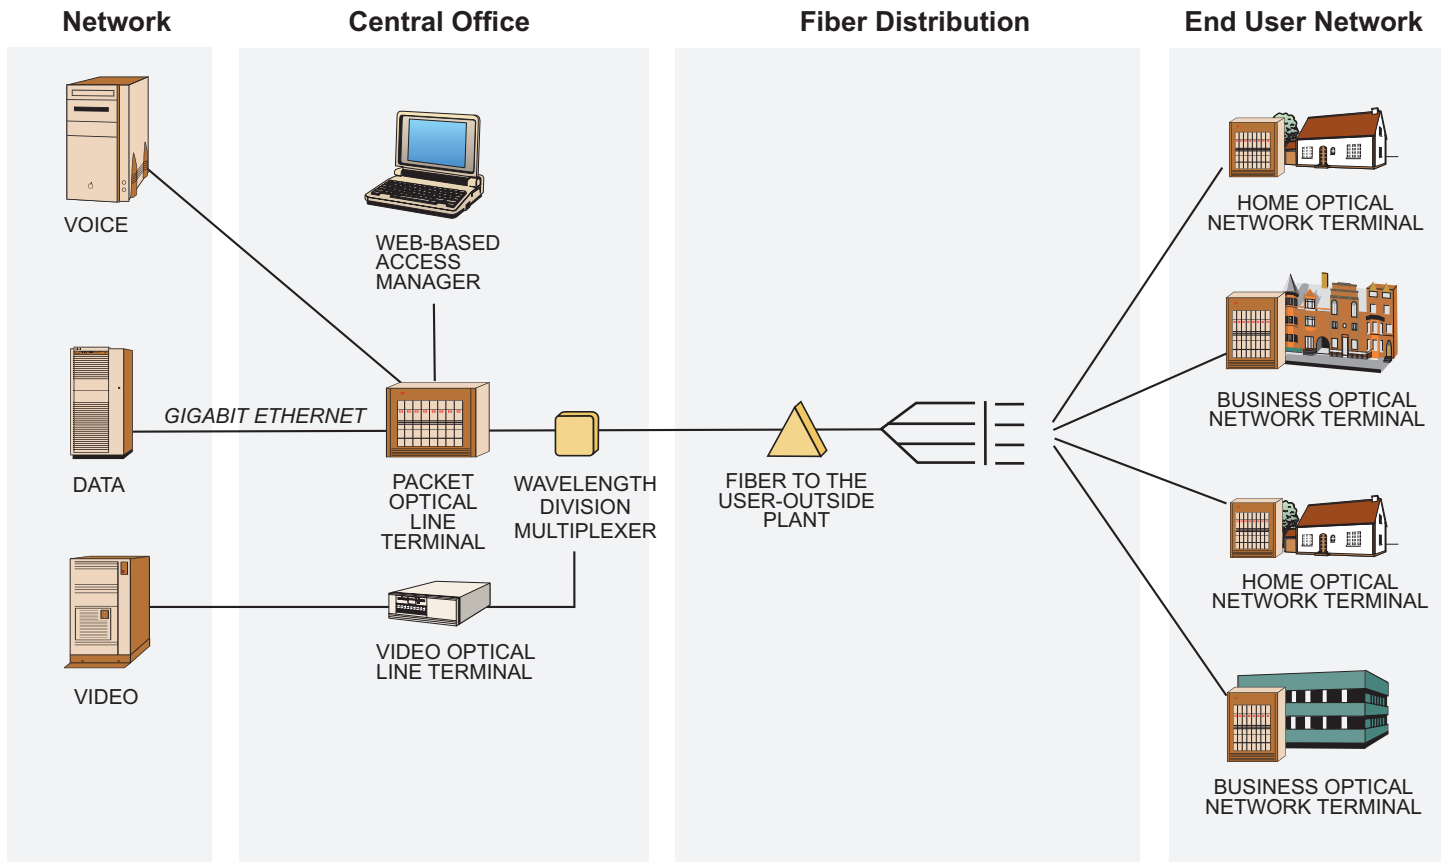 Network
Central Office
Fiber Distribution
End User Network
VOICE
DATA
VIDEO
GIGABIT ETHERNET
WEB-BASED
ACCESS
MANAGER
PACKET
OPTICAL
LINE
TERMINAL
WAVELENGTH
DIVISION
MULTIPLEXER
VIDEO OPTICAL
LINE TERMINAL
FIBER TO THE
USER-OUTSIDE
PLANT
HOME OPTICAL
NETWORK TERMINAL
BUSINESS OPTICAL
NETWORK TERMINAL
HOME OPTICAL
NETWORK TERMINAL
BUSINESS OPTICAL
NETWORK TERMINAL